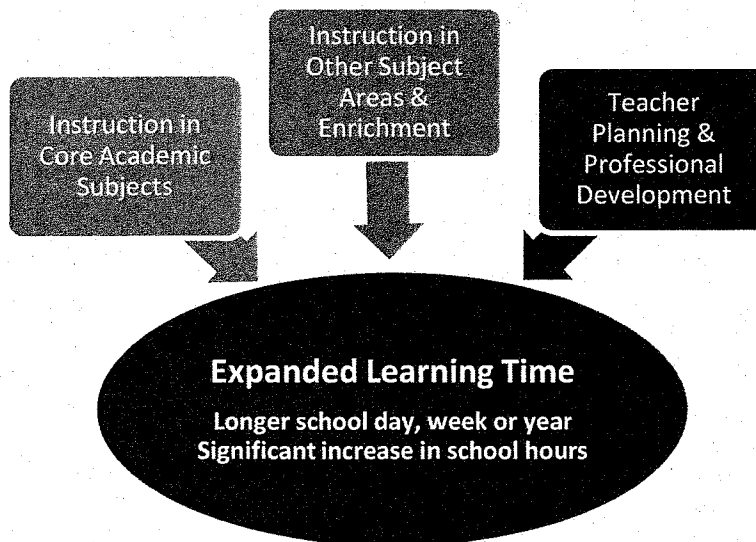 Instruction in
Core Academic
Subjects
Instruction in
Other Subject
Areas &
Enrichment
Teacher
Planning &
Professional
Development
Expanded Learning Time
Longer school day, week or year
Significant increase in school hours